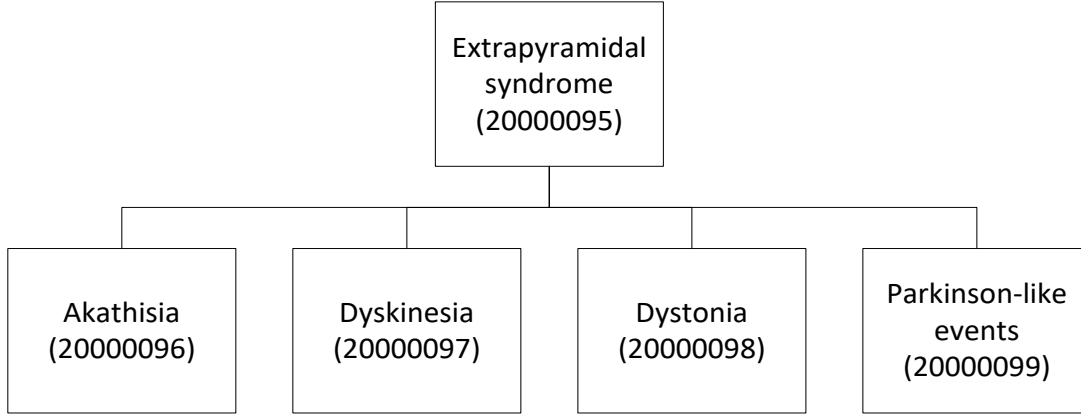 Extrapyramidal
syndrome
(20000095)
Akathisia
(20000096)
Dyskinesia
(20000097)
Dystonia
(20000098)
Parkinson-like
events
(20000099)